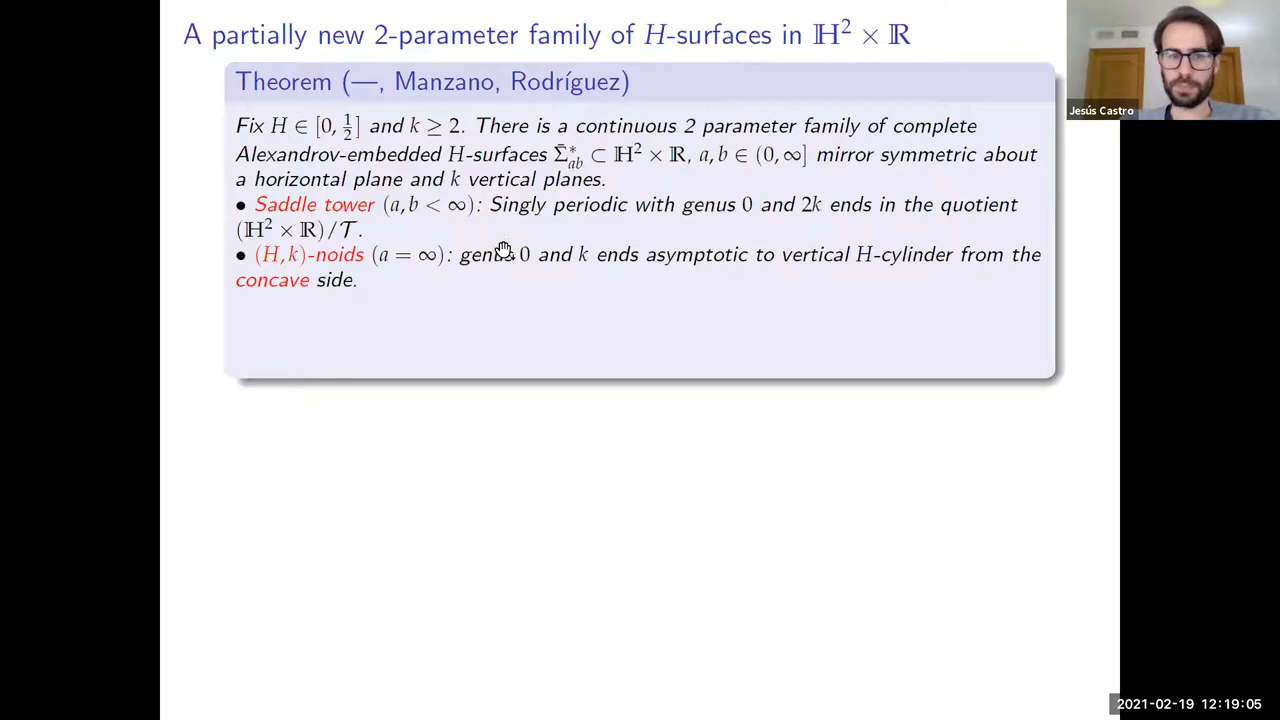 A partially new 2-parameter family of H-surfaces in ℍ² × ℝ
Theorem (—, Manzano, Rodríguez)
Jesús Castro
Fix H ∈ [0, 1/2] and k ≥ 2. There is a continuous 2 parameter family of complete
Alexandrov-embedded H-surfaces Σ̄*_ab ⊂ ℍ² × ℝ, a, b ∈ (0, ∞] mirror symmetric about
a horizontal plane and k vertical planes.
• Saddle tower (a, b < ∞): Singly periodic with genus 0 and 2k ends in the quotient
(ℍ² × ℝ)/𝒯.
• (H, k)-noids (a = ∞): genus 0 and k ends asymptotic to vertical H-cylinder from the
concave side.
2021-02-19 12:19:05